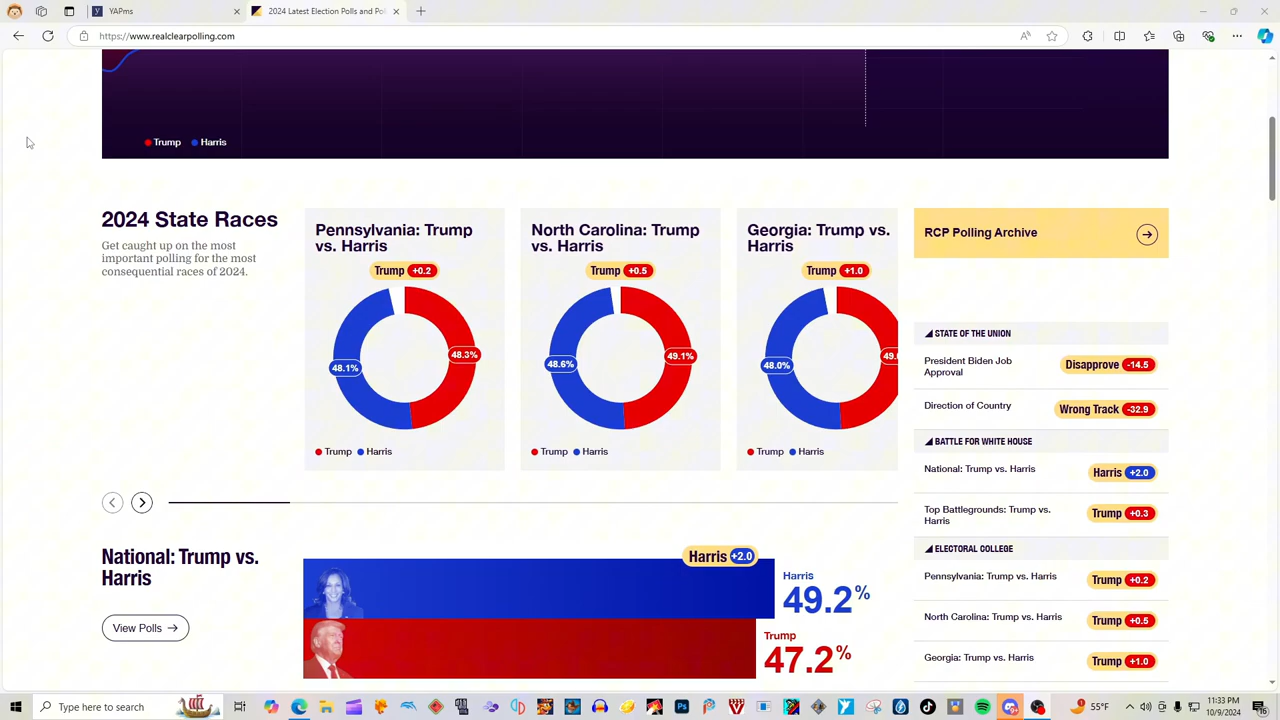 YAPms
2024 Latest Election Polls and Pol
https://www.realclearpolling.com
Trump
Harris
2024 State Races
Get caught up on the most
important polling for the most
consequential races of 2024.
Pennsylvania: Trump
vs. Harris
Trump +0.2
48.1%
48.3%
Trump Harris
North Carolina: Trump
vs. Harris
Trump +0.5
48.6%
49.1%
Trump Harris
Georgia: Trump vs.
Harris
Trump +1.0
48.0%
Trump Harris
National: Trump vs.
Harris
View Polls
Harris +2.0
Harris
49.2%
Trump
47.2%
RCP Polling Archive
STATE OF THE UNION
President Biden Job
Approval
Disapprove -14.5
Direction of Country
Wrong Track -32.9
BATTLE FOR WHITE HOUSE
National: Trump vs. Harris
Harris +2.0
Top Battlegrounds: Trump vs.
Harris
Trump +0.3
ELECTORAL COLLEGE
Pennsylvania: Trump vs. Harris
Trump +0.2
North Carolina: Trump vs. Harris
Trump +0.5
Georgia: Trump vs. Harris
Trump +1.0
Type here to search
55°F
11:33 PM
10/9/2024